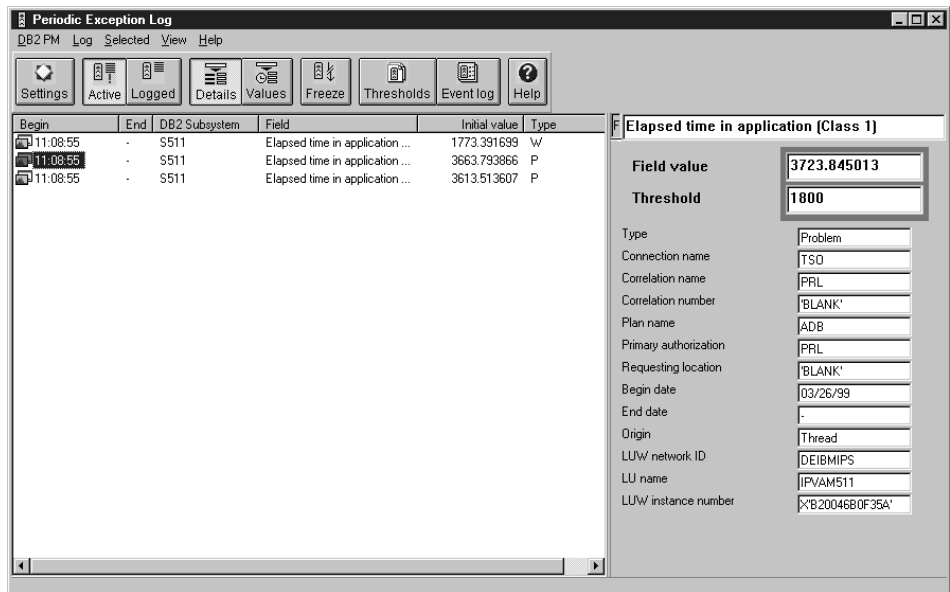 Periodic Exception Log
DB2 PM Log Selected View Help
Settings Active Logged Details Values Freeze Thresholds Event log Help
Begin End DB2 Subsystem Field Initial value Type
11:08:55 - S511 Elapsed time in application ... 1773.391699 W
11:08:55 - S511 Elapsed time in application ... 3663.793866 P
11:08:55 - S511 Elapsed time in application ... 3613.513607 P
F Elapsed time in application (Class 1)
Field value 3723.845013
Threshold 1800
Type Problem
Connection name TSO
Correlation name PRL
Correlation number 'BLANK'
Plan name ADB
Primary authorization PRL
Requesting location 'BLANK'
Begin date 03/26/99
End date -
Origin Thread
LUW network ID DEIBMIPS
LU name IPVAM511
LUW instance number X'B20046B0F35A'